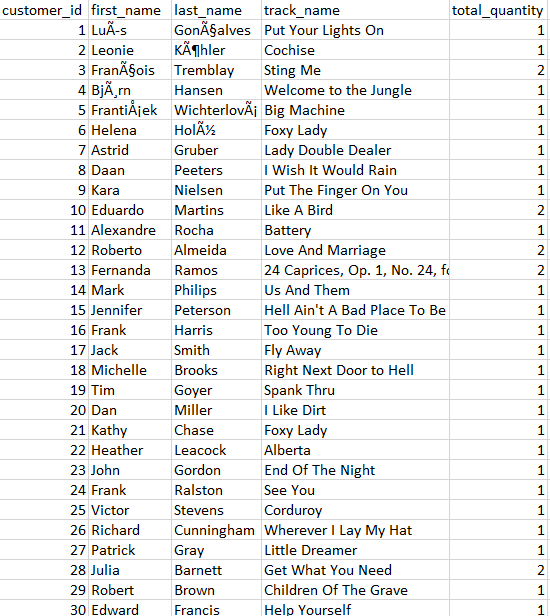 customer_id first_name last_name track_name total_quantity
1 LuÃ-s GonÃ§alves Put Your Lights On 1
2 Leonie KÃ¶hler Cochise 1
3 FranÃ§ois Tremblay Sting Me 2
4 BjÃ¸rn Hansen Welcome to the Jungle 1
5 FrantiÅ¡ek WichterlovÃ¡ Big Machine 1
6 Helena HolÃ½ Foxy Lady 1
7 Astrid Gruber Lady Double Dealer 1
8 Daan Peeters I Wish It Would Rain 1
9 Kara Nielsen Put The Finger On You 1
10 Eduardo Martins Like A Bird 2
11 Alexandre Rocha Battery 1
12 Roberto Almeida Love And Marriage 2
13 Fernanda Ramos 24 Caprices, Op. 1, No. 24, fo 2
14 Mark Philips Us And Them 1
15 Jennifer Peterson Hell Ain't A Bad Place To Be 1
16 Frank Harris Too Young To Die 1
17 Jack Smith Fly Away 1
18 Michelle Brooks Right Next Door to Hell 1
19 Tim Goyer Spank Thru 1
20 Dan Miller I Like Dirt 1
21 Kathy Chase Foxy Lady 1
22 Heather Leacock Alberta 1
23 John Gordon End Of The Night 1
24 Frank Ralston See You 1
25 Victor Stevens Corduroy 1
26 Richard Cunningham Wherever I Lay My Hat 1
27 Patrick Gray Little Dreamer 1
28 Julia Barnett Get What You Need 2
29 Robert Brown Children Of The Grave 1
30 Edward Francis Help Yourself 1